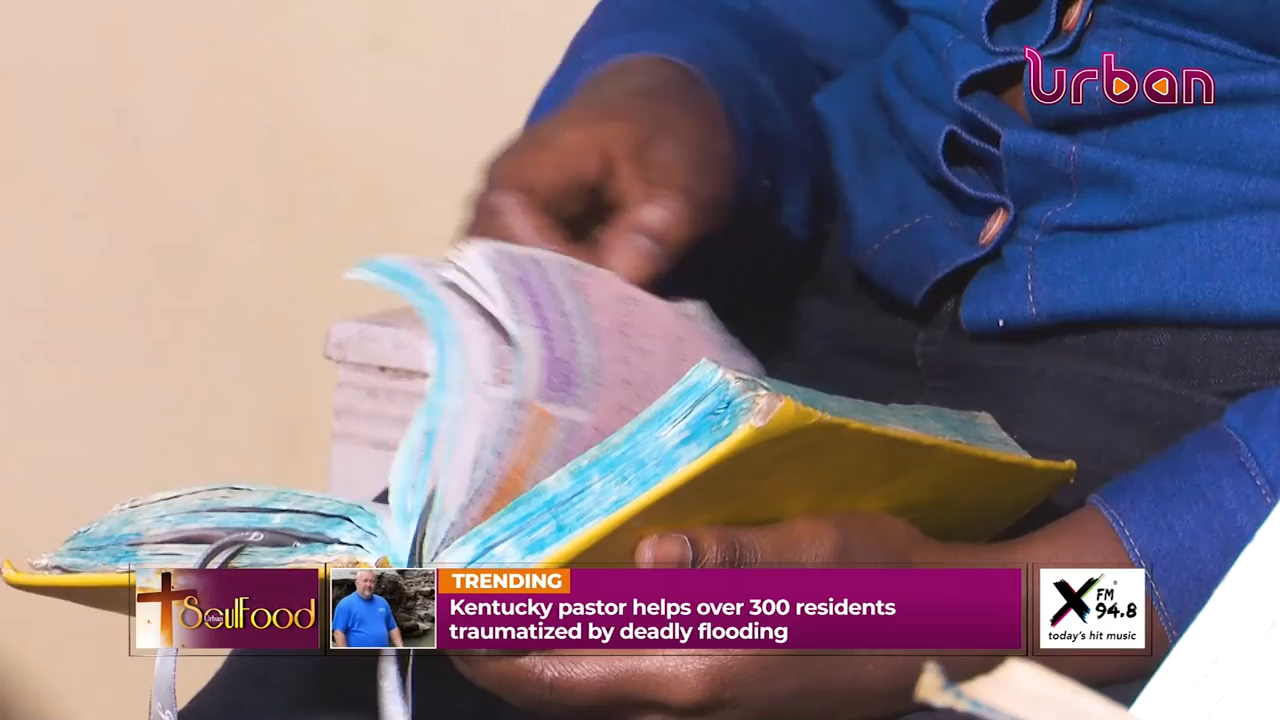 Urban
TRENDING
Kentucky pastor helps over 300 residents
traumatized by deadly flooding
Urban
SoulFood
X FM
94.8
today's hit music